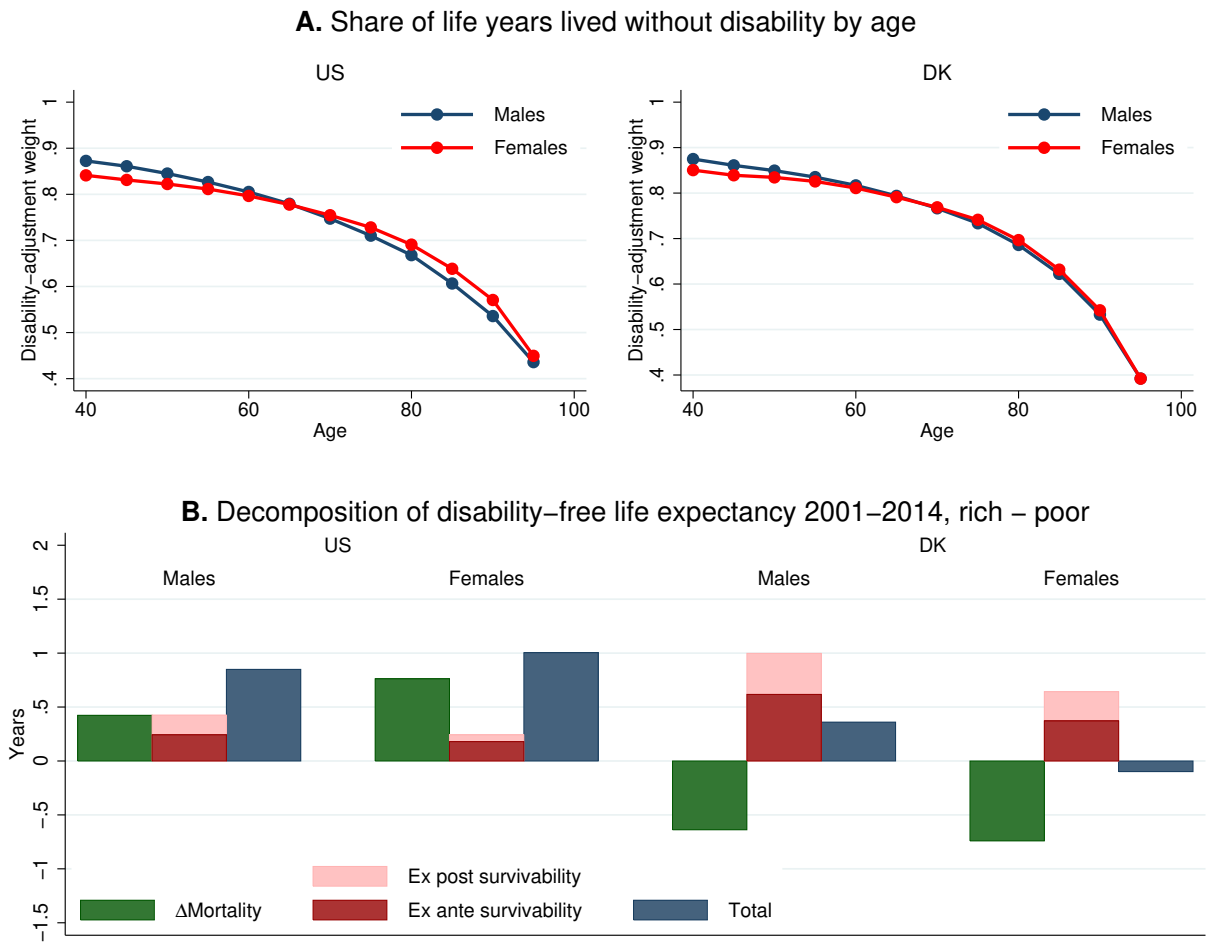 A. Share of life years lived without disability by age
US
Disability−adjustment weight
1
.9
.8
.7
.6
.5
.4
Males
Females
40 60 80 100
Age
DK
Disability−adjustment weight
1
.9
.8
.7
.6
.5
.4
Males
Females
40 60 80 100
Age
B. Decomposition of disability−free life expectancy 2001−2014, rich − poor
US DK
Males Females Males Females
Years
2
1.5
1
.5
0
−.5
−1
−1.5
Ex post survivability
ΔMortality Ex ante survivability Total